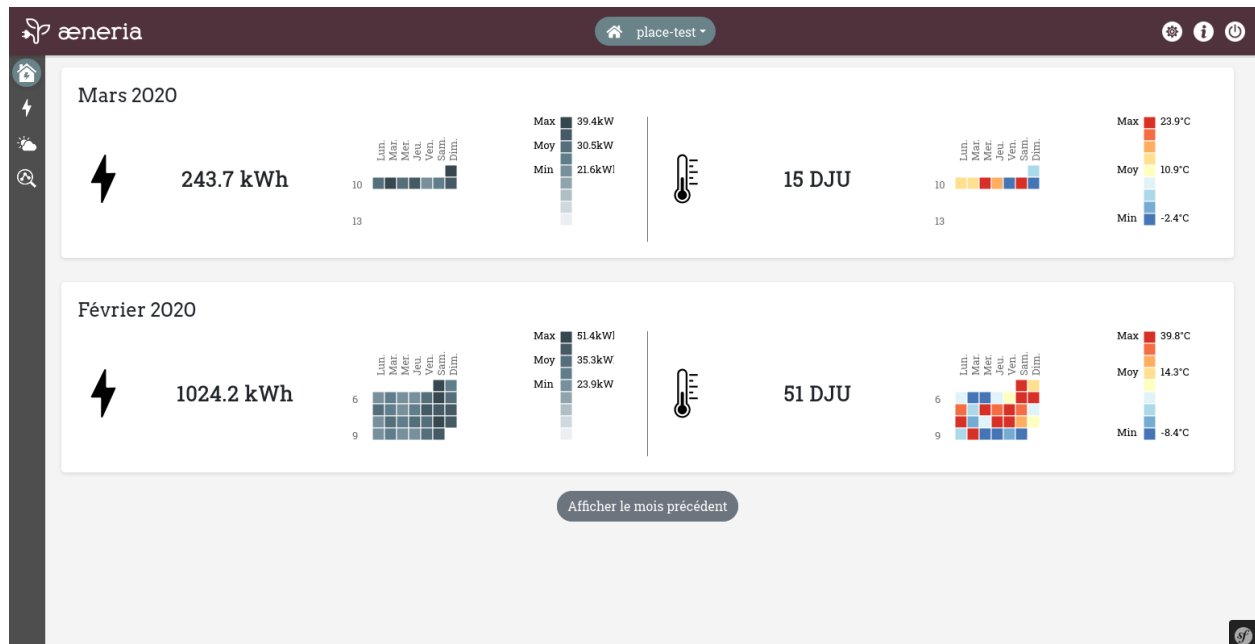 æneria
place-test
Mars 2020
243.7 kWh
Lun. Mar. Mer. Jeu. Ven. Sam. Dim.
10
13
Max 39.4kW
Moy 30.5kW
Min 21.6kW
15 DJU
Lun. Mar. Mer. Jeu. Ven. Sam. Dim.
10
13
Max 23.9°C
Moy 10.9°C
Min -2.4°C
Février 2020
1024.2 kWh
Lun. Mar. Mer. Jeu. Ven. Sam. Dim.
6
9
Max 51.4kW
Moy 35.3kW
Min 23.9kW
51 DJU
Lun. Mar. Mer. Jeu. Ven. Sam. Dim.
6
9
Max 39.8°C
Moy 14.3°C
Min -8.4°C
Afficher le mois précédent
sf